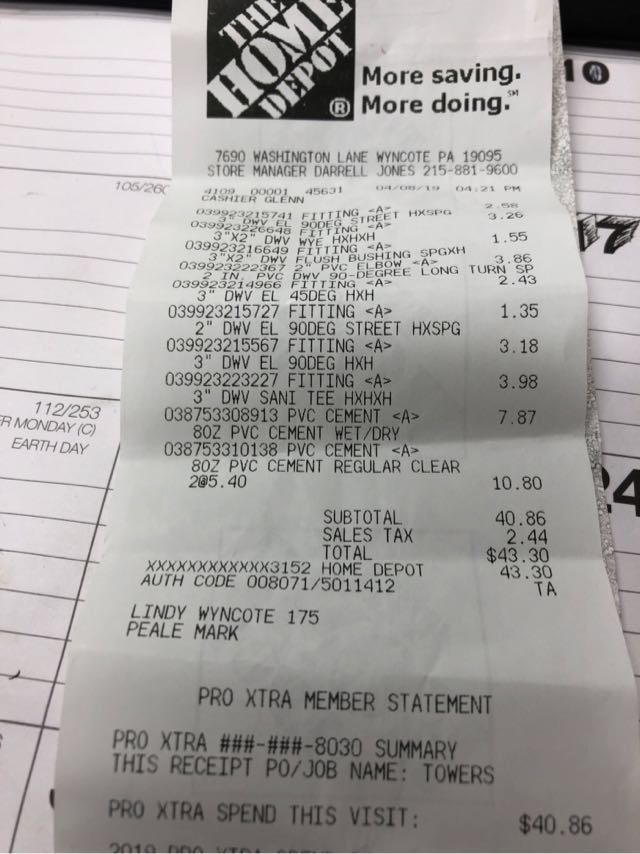 THE
HOME
DEPOT
®
More saving.
More doing.℠
7690 WASHINGTON LANE WYNCOTE PA 19095
STORE MANAGER DARRELL JONES 215-881-9600
4109 00001 45631 04/08/19 04:21 PM
CASHIER GLENN
039923215741 FITTING <A> 2.58
3" DWV EL 90DEG STREET HXSPG
039923226648 FITTING <A> 3.26
3"X2" DWV WYE HXHXH
039923216649 FITTING <A> 1.55
3"X2" DWV FLUSH BUSHING SPGXH
039923222367 2" PVC ELBOW <A> 3.86
2 IN. PVC DWV 90-DEGREE LONG TURN SP
039923214966 FITTING <A> 2.43
3" DWV EL 45DEG HXH
039923215727 FITTING <A> 1.35
2" DWV EL 90DEG STREET HXSPG
039923215567 FITTING <A> 3.18
3" DWV EL 90DEG HXH
039923223227 FITTING <A> 3.98
3" DWV SANI TEE HXHXH
038753308913 PVC CEMENT <A> 7.87
8OZ PVC CEMENT WET/DRY
038753310138 PVC CEMENT <A>
8OZ PVC CEMENT REGULAR CLEAR
2@5.40 10.80
SUBTOTAL 40.86
SALES TAX 2.44
TOTAL $43.30
XXXXXXXXXXXX3152 HOME DEPOT 43.30
AUTH CODE 008071/5011412 TA
LINDY WYNCOTE 175
PEALE MARK
PRO XTRA MEMBER STATEMENT
PRO XTRA ###-###-8030 SUMMARY
THIS RECEIPT PO/JOB NAME: TOWERS
PRO XTRA SPEND THIS VISIT: $40.86
105/260
112/253
R MONDAY (C)
EARTH DAY
10
17
24